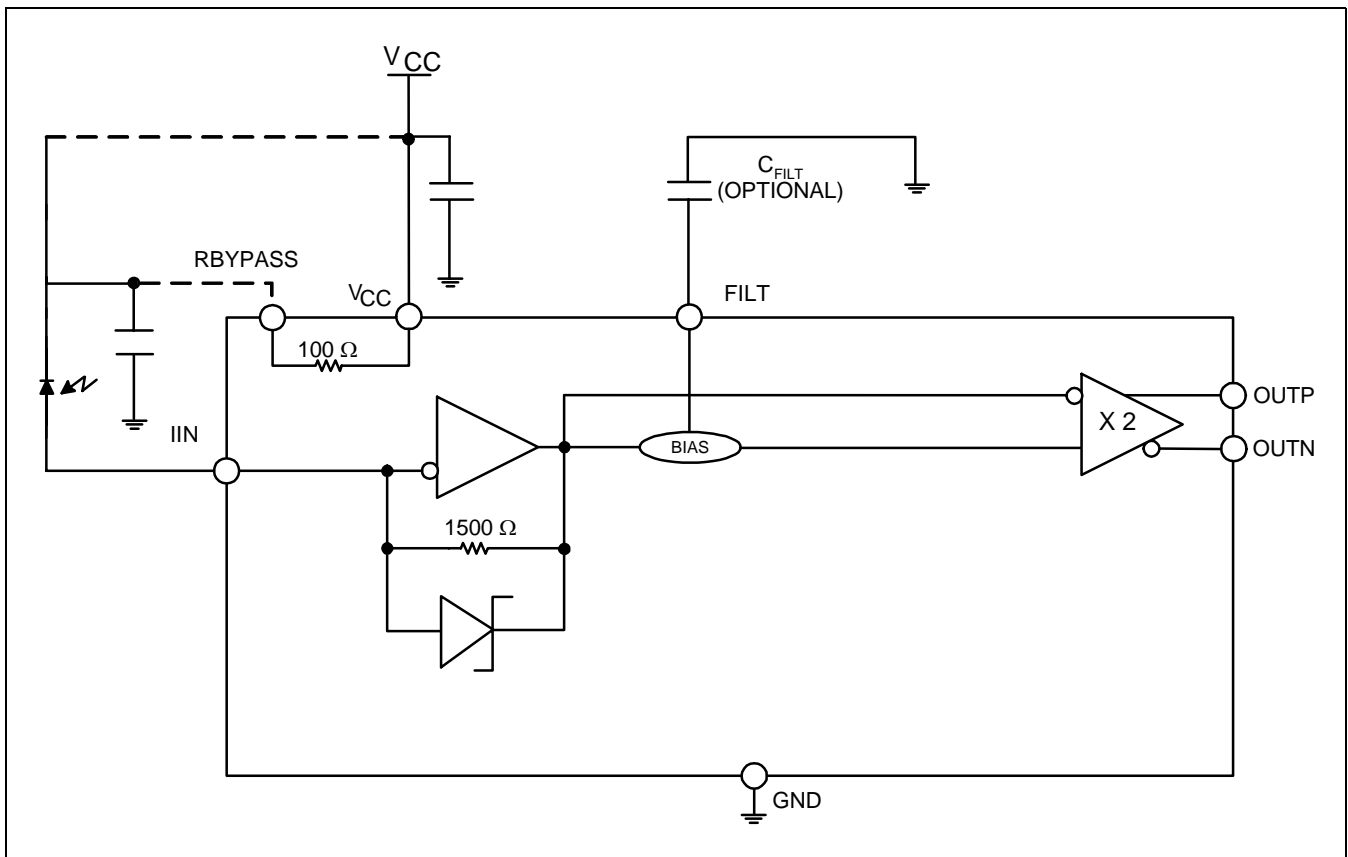 VCC
CFILT
(OPTIONAL)
RBYPASS
VCC
FILT
100 Ω
IIN
BIAS
X 2
OUTP
OUTN
1500 Ω
GND